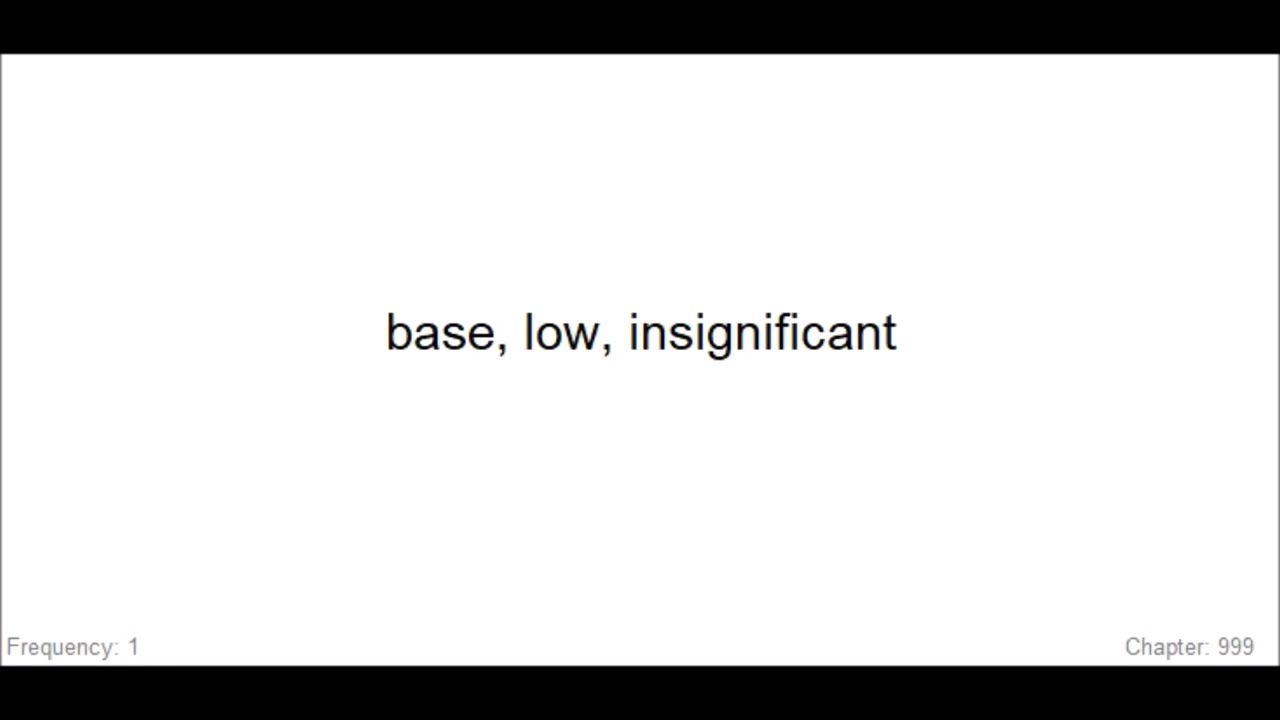 base, low, insignificant
Frequency: 1
Chapter: 999